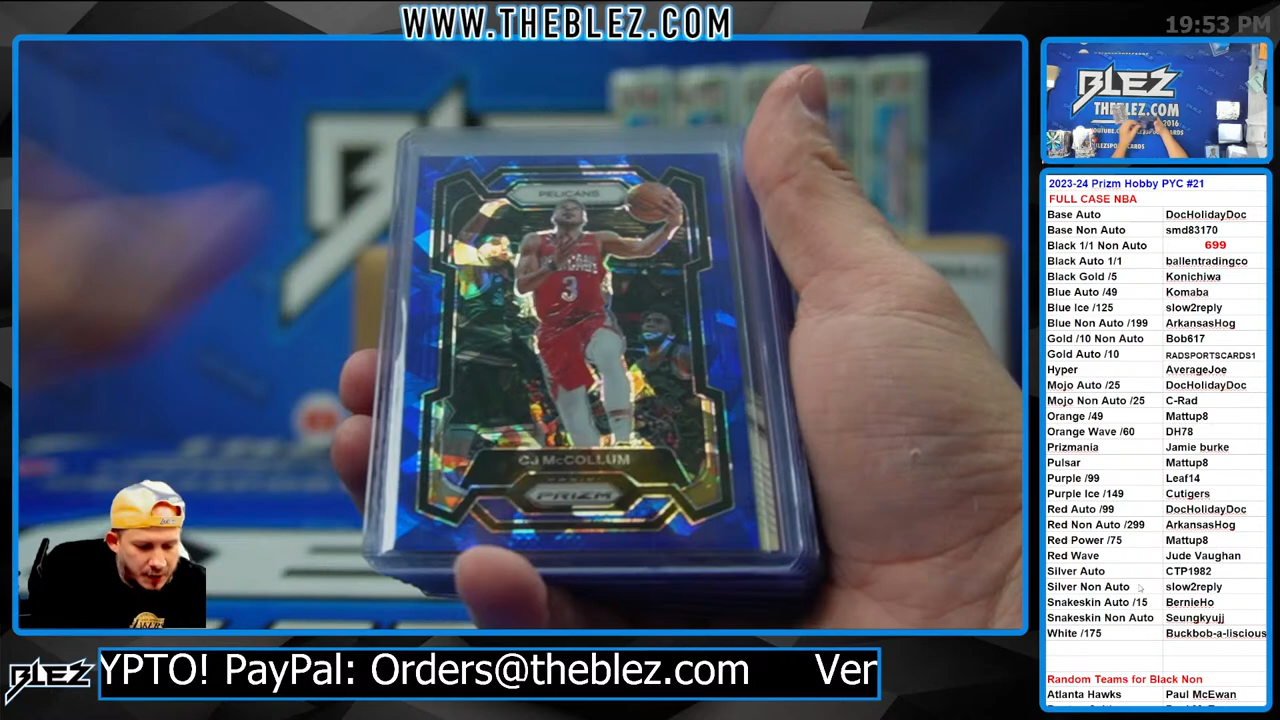 WWW.THEBLEZ.COM
19:53 PM
PELICANS
3
CJ McCOLLUM
PRIZM
BLEZ
THEBLEZ.COM
2016
2023-24 Prizm Hobby PYC #21
FULL CASE NBA
Base Auto DocHolidayDoc
Base Non Auto smd83170
Black 1/1 Non Auto 699
Black Auto 1/1 ballentradingco
Black Gold /5 Konichiwa
Blue Auto /49 Komaba
Blue Ice /125 slow2reply
Blue Non Auto /199 ArkansasHog
Gold /10 Non Auto Bob617
Gold Auto /10 RADSPORTSCARDS1
Hyper AverageJoe
Mojo Auto /25 DocHolidayDoc
Mojo Non Auto /25 C-Rad
Orange /49 Mattup8
Orange Wave /60 DH78
Prizmania Jamie burke
Pulsar Mattup8
Purple /99 Leaf14
Purple Ice /149 Cutigers
Red Auto /99 DocHolidayDoc
Red Non Auto /299 ArkansasHog
Red Power /75 Mattup8
Red Wave Jude Vaughan
Silver Auto CTP1982
Silver Non Auto slow2reply
Snakeskin Auto /15 BernieHo
Snakeskin Non Auto Seungkyujj
White /175 Buckbob-a-liscious
Random Teams for Black Non
Atlanta Hawks Paul McEwan
BLEZ
YPTO! PayPal: Orders@theblez.com Ver